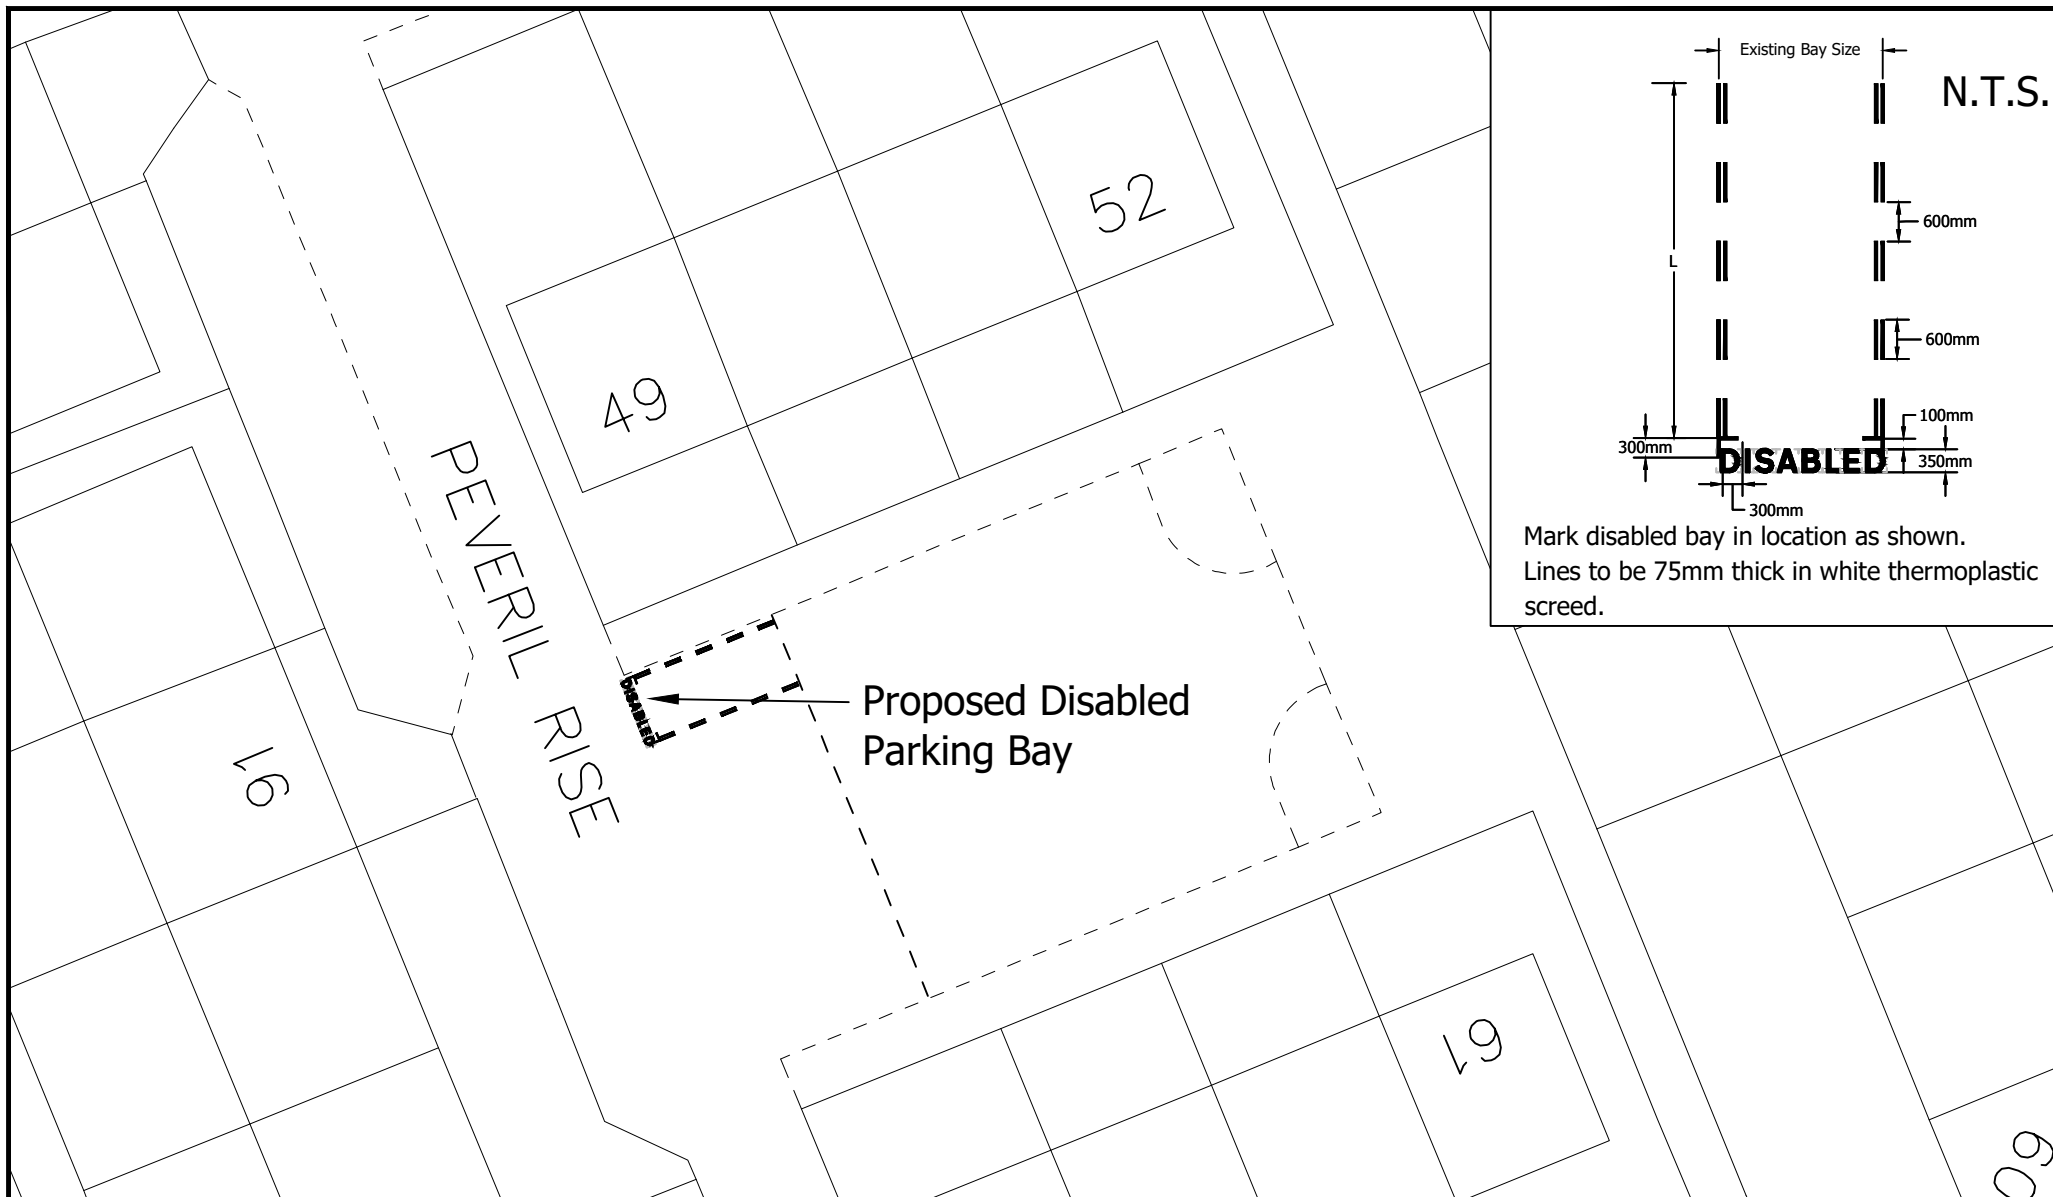 Existing Bay Size
N.T.S.
600mm
L
600mm
100mm
300mm
DISABLED
350mm
300mm
Mark disabled bay in location as shown.
Lines to be 75mm thick in white thermoplastic
screed.
52
49
PEVERIL RISE
DISABLED
Proposed Disabled
Parking Bay
16
61
60